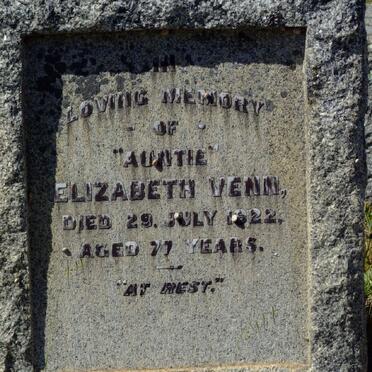 IN
LOVING MEMORY
OF
"AUNTIE"
ELIZABETH VENN,
DIED 29. JULY 1922.
AGED 77 YEARS.
"AT REST."